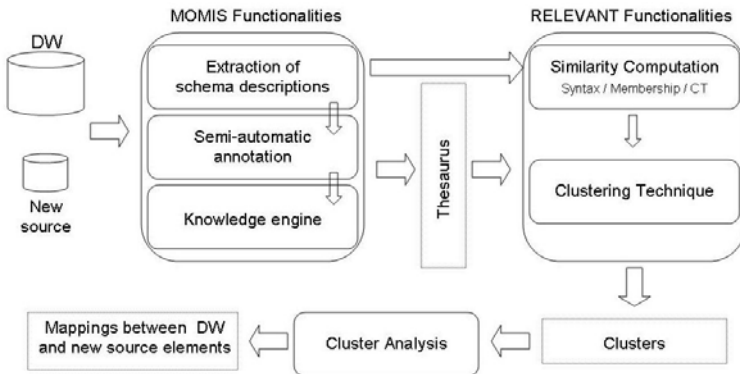 MOMIS Functionalities
RELEVANT Functionalities
DW
New
source
Extraction of
schema descriptions
Semi-automatic
annotation
Knowledge engine
Thesaurus
Similarity Computation
Syntax / Membership / CT
Clustering Technique
Mappings between DW
and new source elements
Cluster Analysis
Clusters